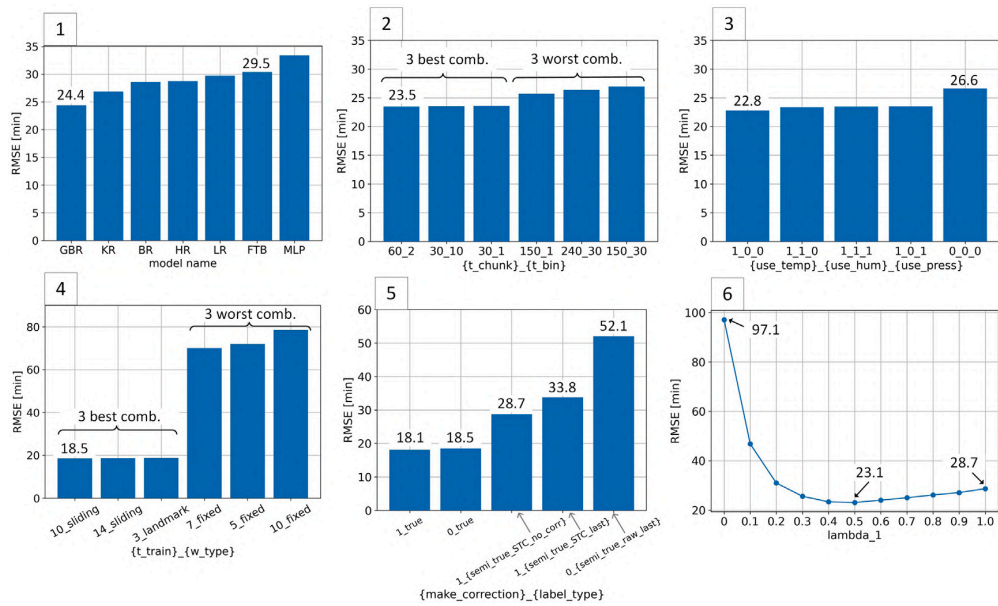 1
RMSE [min]
35
30
25
20
15
10
5
0
24.4
29.5
GBR KR BR HR LR FTB MLP
model name
2
RMSE [min]
35
30
25
20
15
10
5
0
3 best comb. 3 worst comb.
23.5
60_2 30_10 30_1 150_1 240_30 150_30
{t_chunk}_{t_bin}
3
RMSE [min]
35
30
25
20
15
10
5
0
22.8
26.6
1_0_0 1_1_0 1_1_1 1_0_1 0_0_0
{use_temp}_{use_hum}_{use_press}
4
RMSE [min]
80
60
40
20
0
3 worst comb.
3 best comb.
18.5
10_sliding 14_sliding 3_landmark 7_fixed 5_fixed 10_fixed
{t_train}_{w_type}
5
RMSE [min]
60
50
40
30
20
10
0
18.1 18.5 28.7 33.8 52.1
1_true 0_true 1_{semi_true_STC_no_corr} 1_{semi_true_STC_last} 0_{semi_true_raw_last}
{make_correction}_{label_type}
6
RMSE [min]
100
80
60
40
20
97.1
23.1
28.7
0 0.1 0.2 0.3 0.4 0.5 0.6 0.7 0.8 0.9 1.0
lambda_1